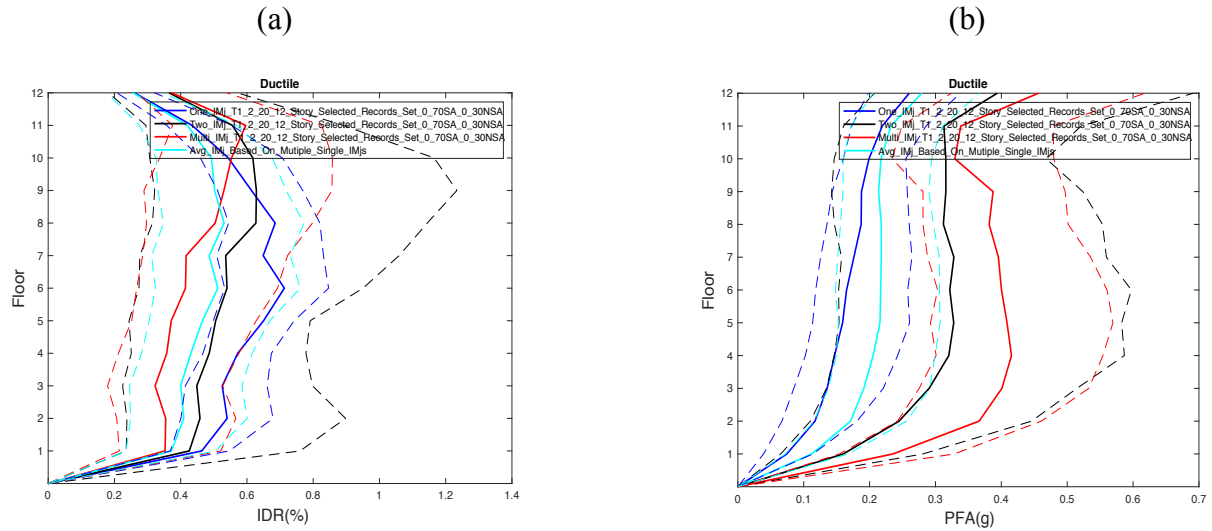 (a)
Ductile
12
11
10
9
8
7
6
5
4
3
2
1
Floor
One_IMj_T1_2_20_12_Story_Selected_Records_Set_0_70SA_0_30NSA
Two_IMj_T1_2_20_12_Story_Selected_Records_Set_0_70SA_0_30NSA
Multi_IMj_T1_2_20_12_Story_Selected_Records_Set_0_70SA_0_30NSA
Avg_IMj_Based_On_Mutiple_Single_IMjs
0 0.2 0.4 0.6 0.8 1 1.2 1.4
IDR(%)
(b)
Ductile
12
11
10
9
8
7
6
5
4
3
2
1
Floor
One_IMj_T1_2_20_12_Story_Selected_Records_Set_0_70SA_0_30NSA
Two_IMj_T1_2_20_12_Story_Selected_Records_Set_0_70SA_0_30NSA
Multi_IMj_T1_2_20_12_Story_Selected_Records_Set_0_70SA_0_30NSA
Avg_IMj_Based_On_Mutiple_Single_IMjs
0 0.1 0.2 0.3 0.4 0.5 0.6 0.7
PFA(g)